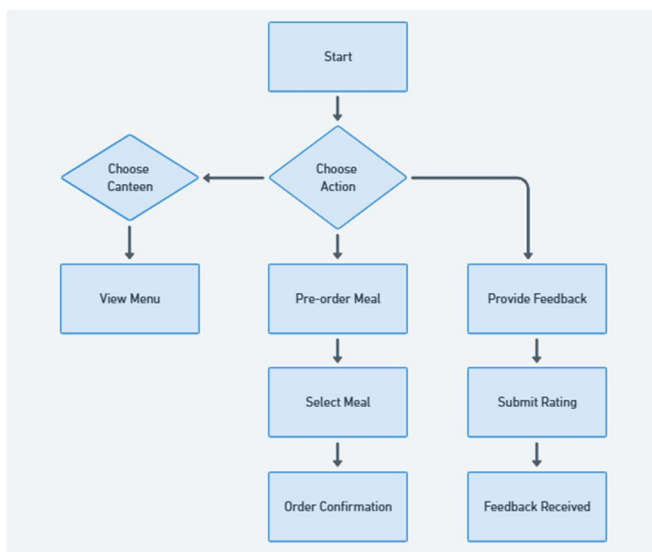 Start
Choose
Canteen
Choose
Action
View Menu
Pre-order Meal
Provide Feedback
Select Meal
Submit Rating
Order Confirmation
Feedback Received